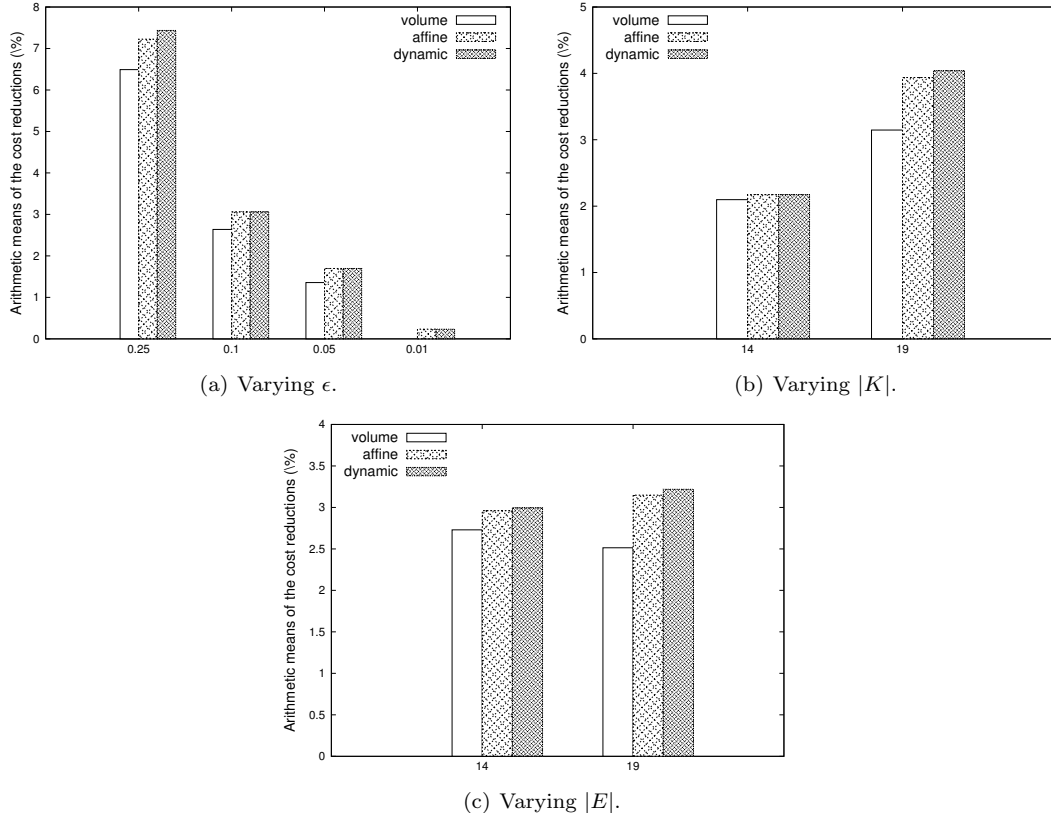 Arithmetic means of the cost reductions (\%)
8
7
6
5
4
3
2
1
0
volume
affine
dynamic
0.25 0.1 0.05 0.01
(a) Varying ϵ.
Arithmetic means of the cost reductions (\%)
5
4
3
2
1
0
volume
affine
dynamic
14 19
(b) Varying |K|.
Arithmetic means of the cost reductions (\%)
4
3.5
3
2.5
2
1.5
1
0.5
0
volume
affine
dynamic
14 19
(c) Varying |E|.